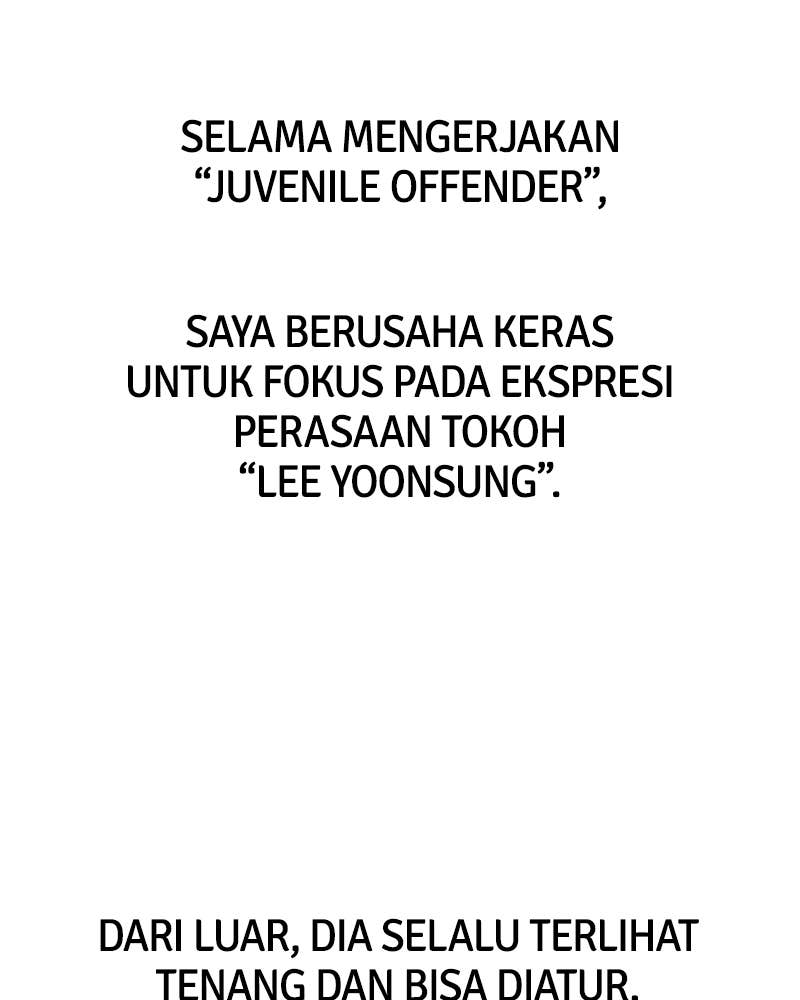 SELAMA MENGERJAKAN
“JUVENILE OFFENDER”,
SAYA BERUSAHA KERAS
UNTUK FOKUS PADA EKSPRESI
PERASAAN TOKOH
“LEE YOONSUNG”.
DARI LUAR, DIA SELALU TERLIHAT
TENANG DAN BISA DIATUR.